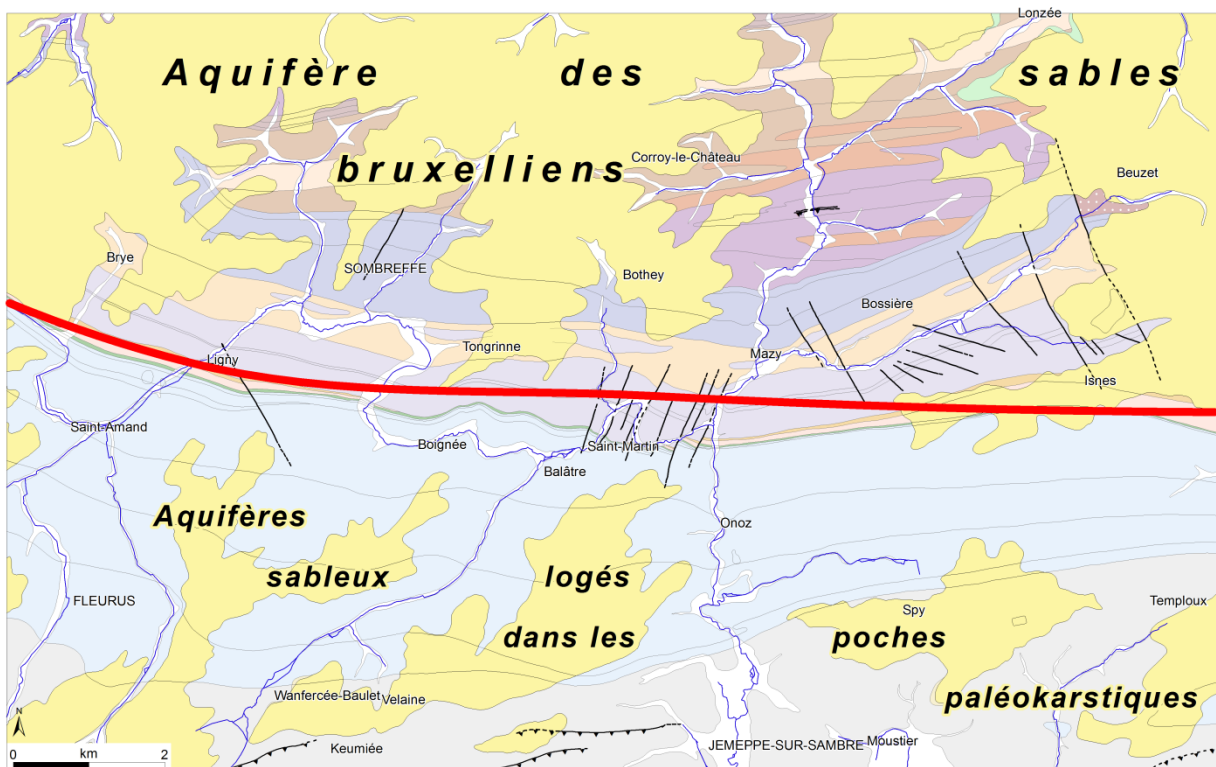 Lonzée
Aquifère des sables
bruxelliens
Corroy-le-Château
Beuzet
Brye
SOMBREFFE
Bothey
Bossière
Ligny
Tongrinne
Mazy
Isnes
Saint-Amand
Boignée
Saint-Martin
Balâtre
Aquifères
Onoz
sableux
logés
FLEURUS
Spy
Temploux
dans les
poches
Wanfercée-Baulet
Velaine
paléokarstiques
N
Keumiée
JEMEPPE-SUR-SAMBRE
Moustier
0 km 2